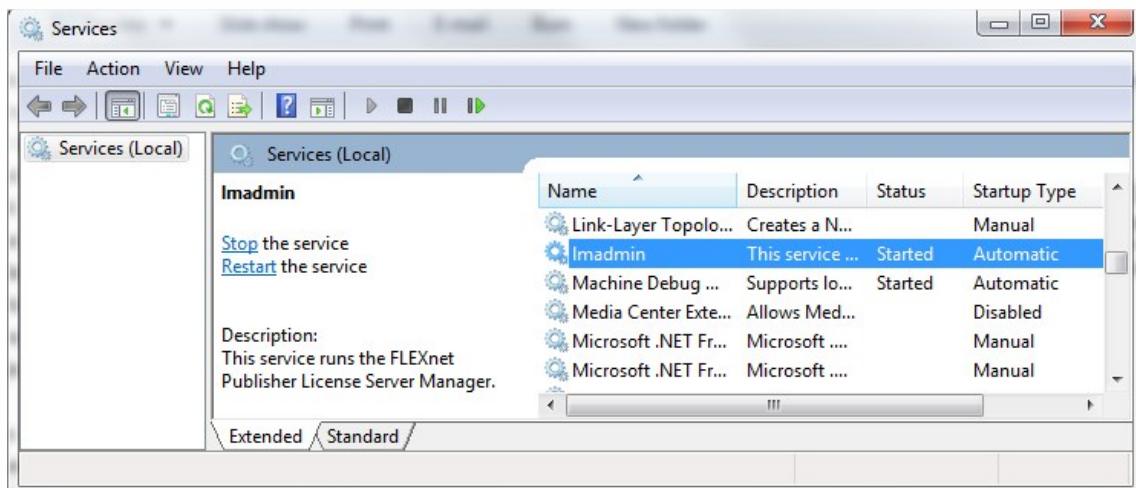 Services
File Action View Help
Services (Local)
Services (Local)
lmadmin
Stop the service
Restart the service
Description:
This service runs the FLEXnet
Publisher License Server Manager.
Name Description Status Startup Type
Link-Layer Topolo... Creates a N... Manual
lmadmin This service ... Started Automatic
Machine Debug ... Supports lo... Started Automatic
Media Center Exte... Allows Med... Disabled
Microsoft .NET Fr... Microsoft .... Manual
Microsoft .NET Fr... Microsoft .... Manual
Extended Standard